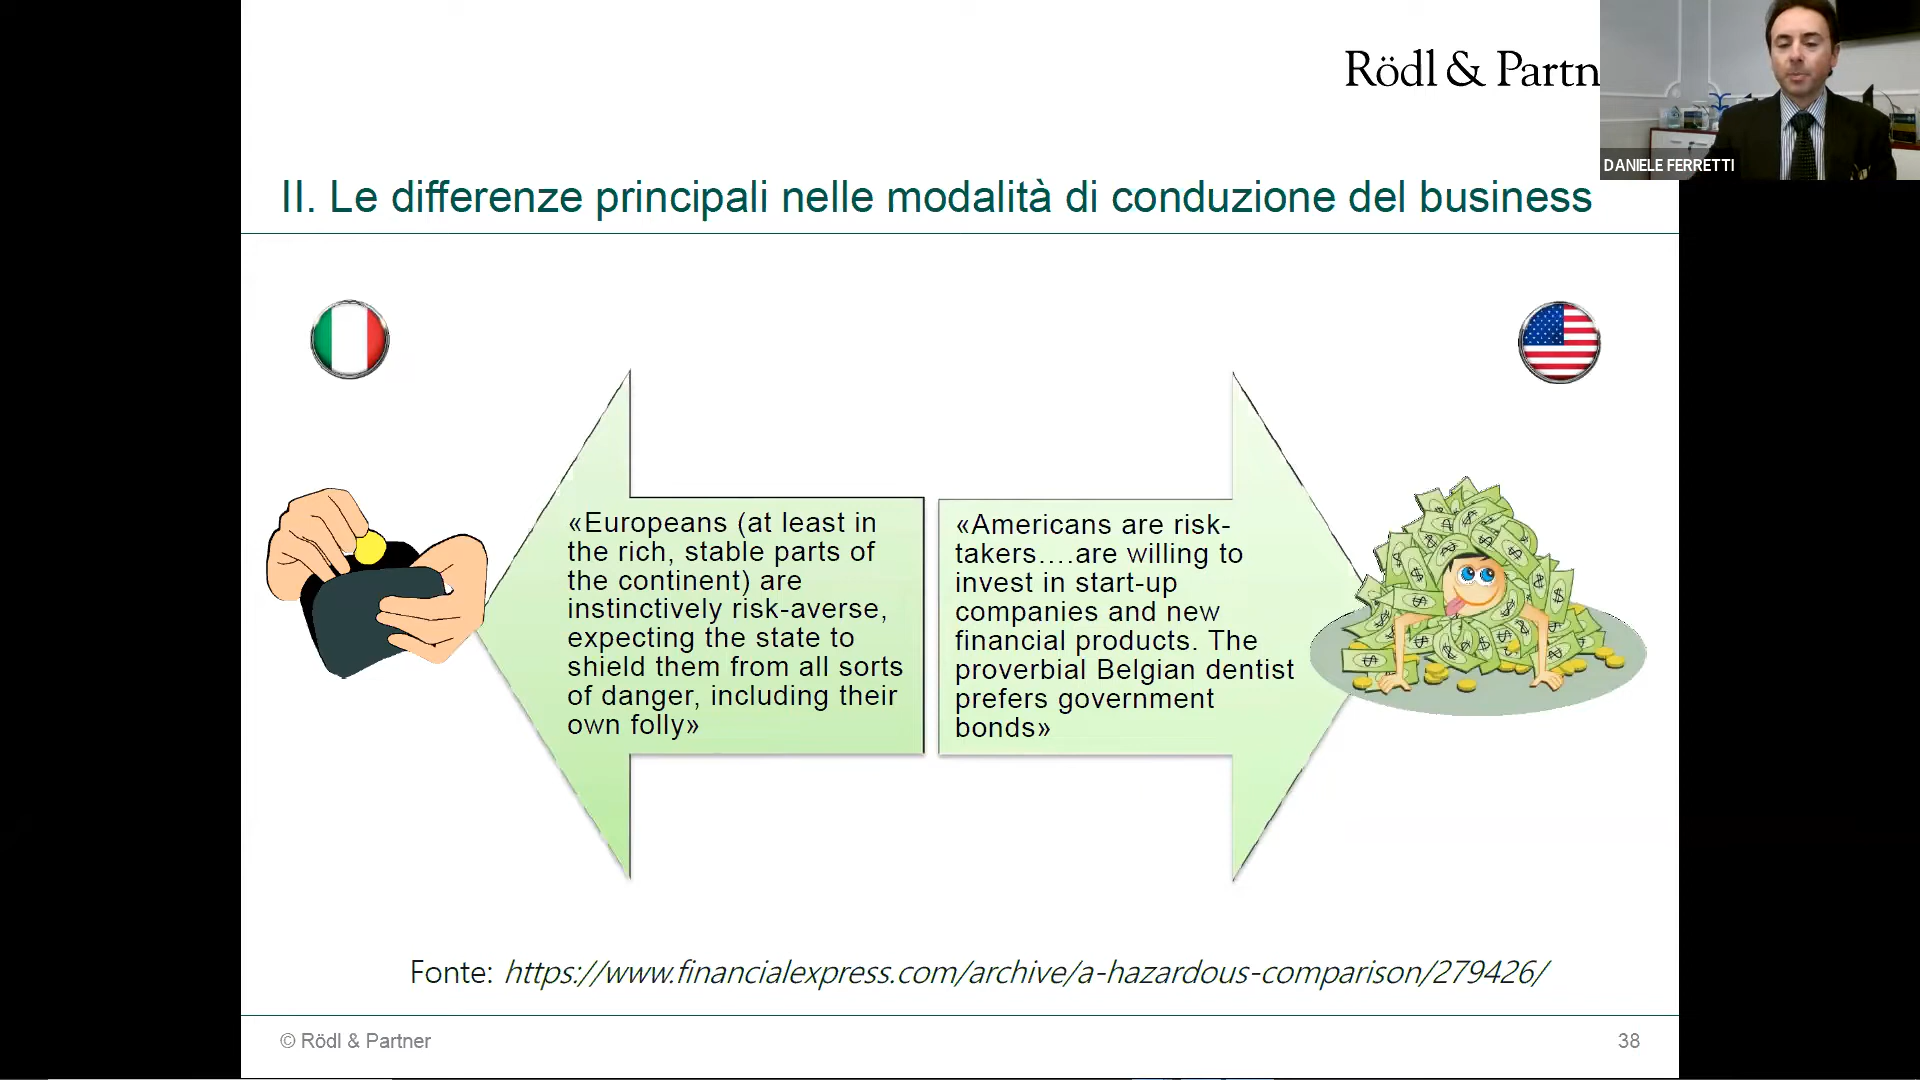 Rödl & Partn
DANIELE FERRETTI
II. Le differenze principali nelle modalità di conduzione del business
«Europeans (at least in
the rich, stable parts of
the continent) are
instinctively risk-averse,
expecting the state to
shield them from all sorts
of danger, including their
own folly»
«Americans are risk-
takers....are willing to
invest in start-up
companies and new
financial products. The
proverbial Belgian dentist
prefers government
bonds»
Fonte: https://www.financialexpress.com/archive/a-hazardous-comparison/279426/
© Rödl & Partner
38